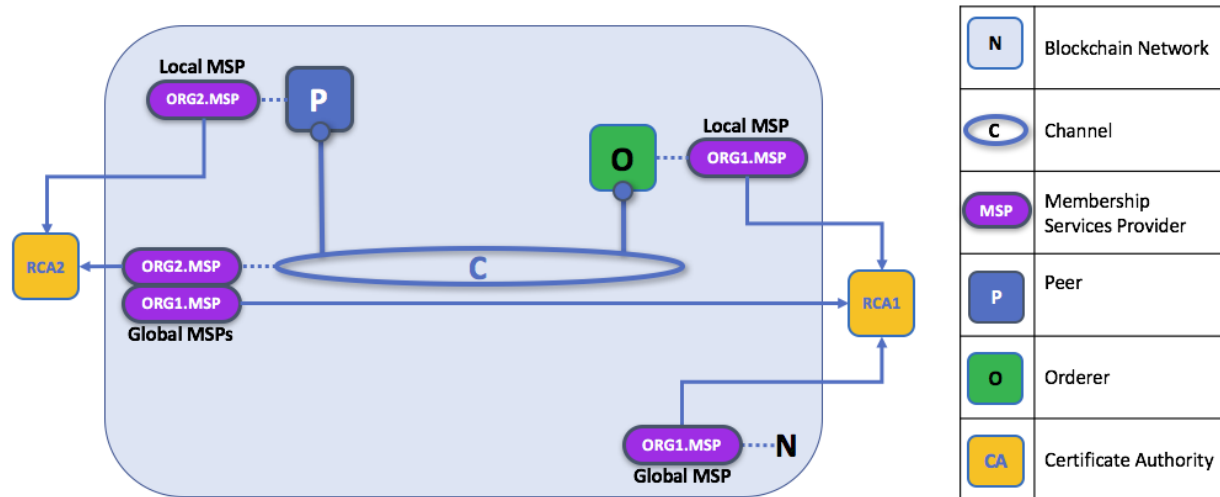 Local MSP
ORG2.MSP
P
Local MSP
O
ORG1.MSP
RCA2
ORG2.MSP
C
ORG1.MSP
RCA1
Global MSPs
ORG1.MSP
N
Global MSP
N
Blockchain Network
C
Channel
MSP
Membership
Services Provider
P
Peer
O
Orderer
CA
Certificate Authority